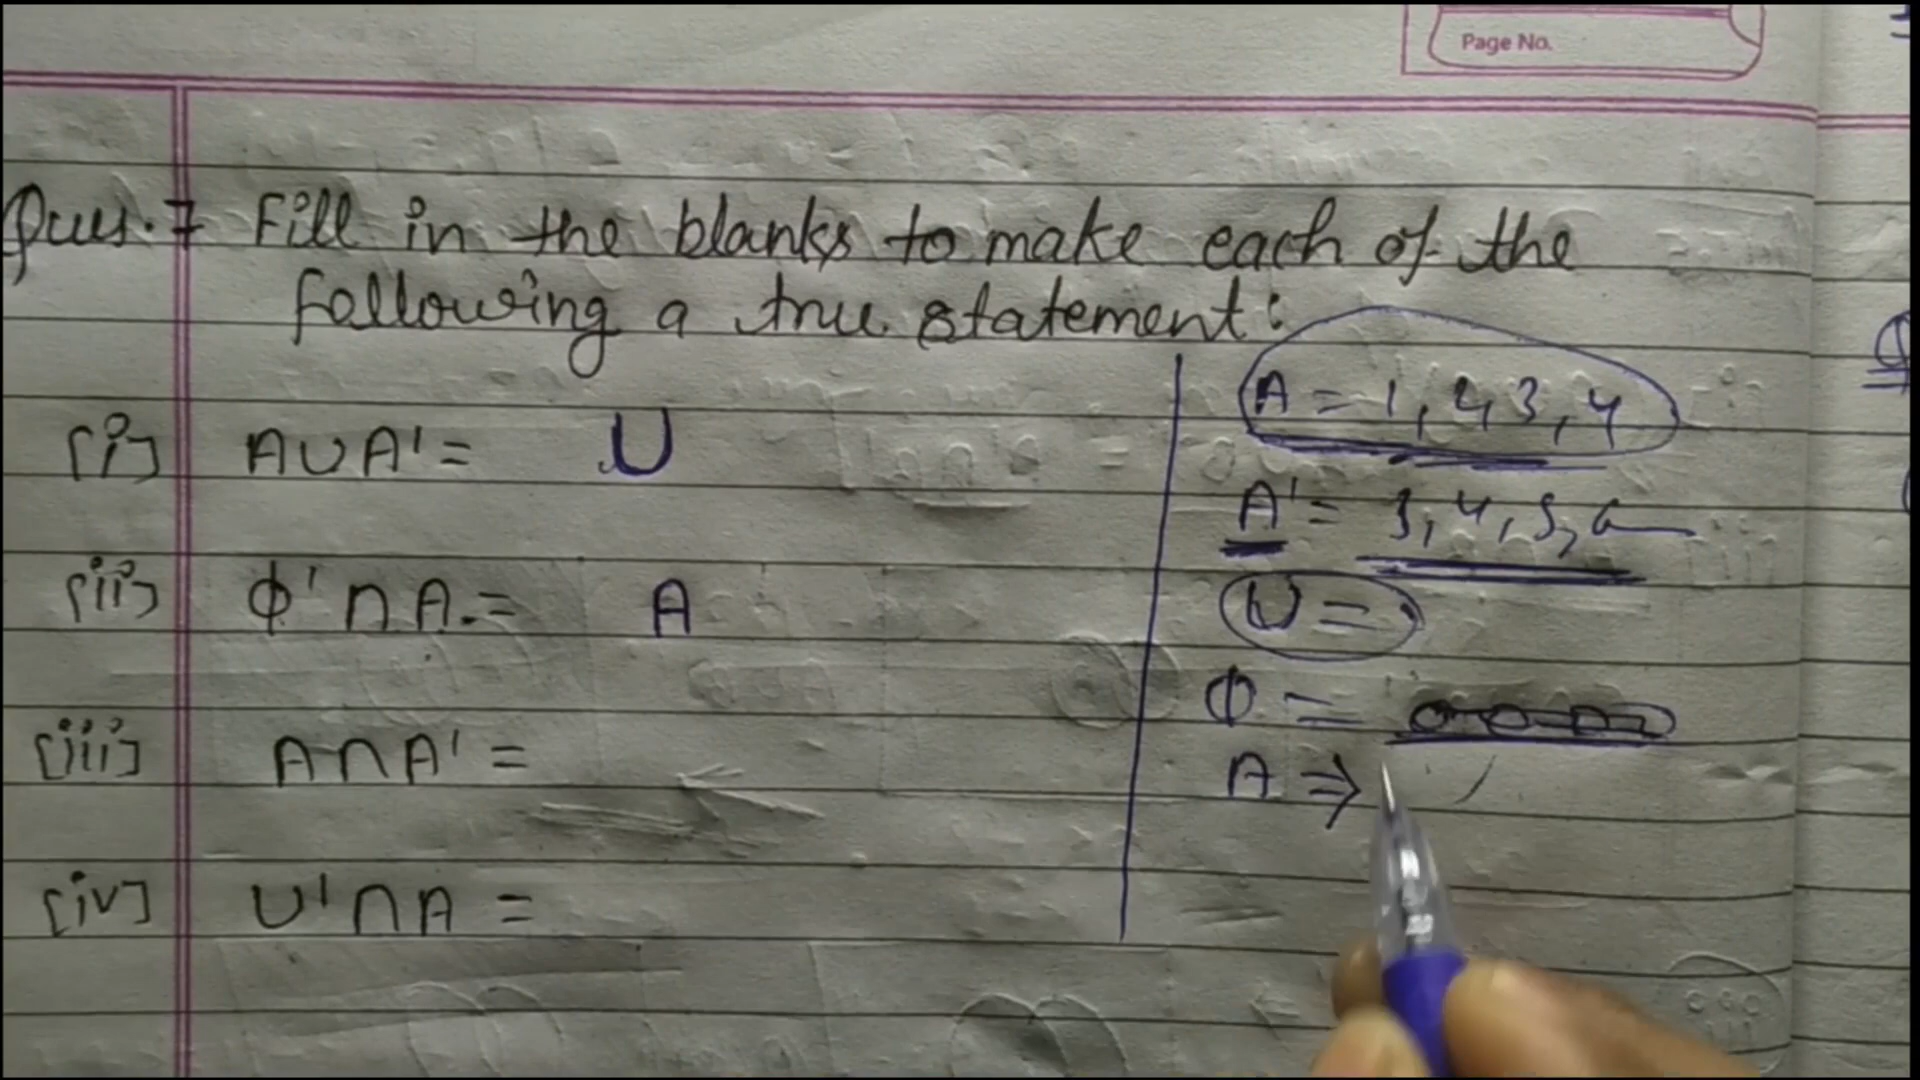 Page No.
Ques. 7 Fill in the blanks to make each of the
following a true statement:
[i] A∪A' = U
[ii] ϕ'∩A = A
[iii] A∩A' =
[iv] U'∩A =
A = 1, 2, 3, 4
A' = 3, 4, 5, 6
U =
ϕ =
A ⇒